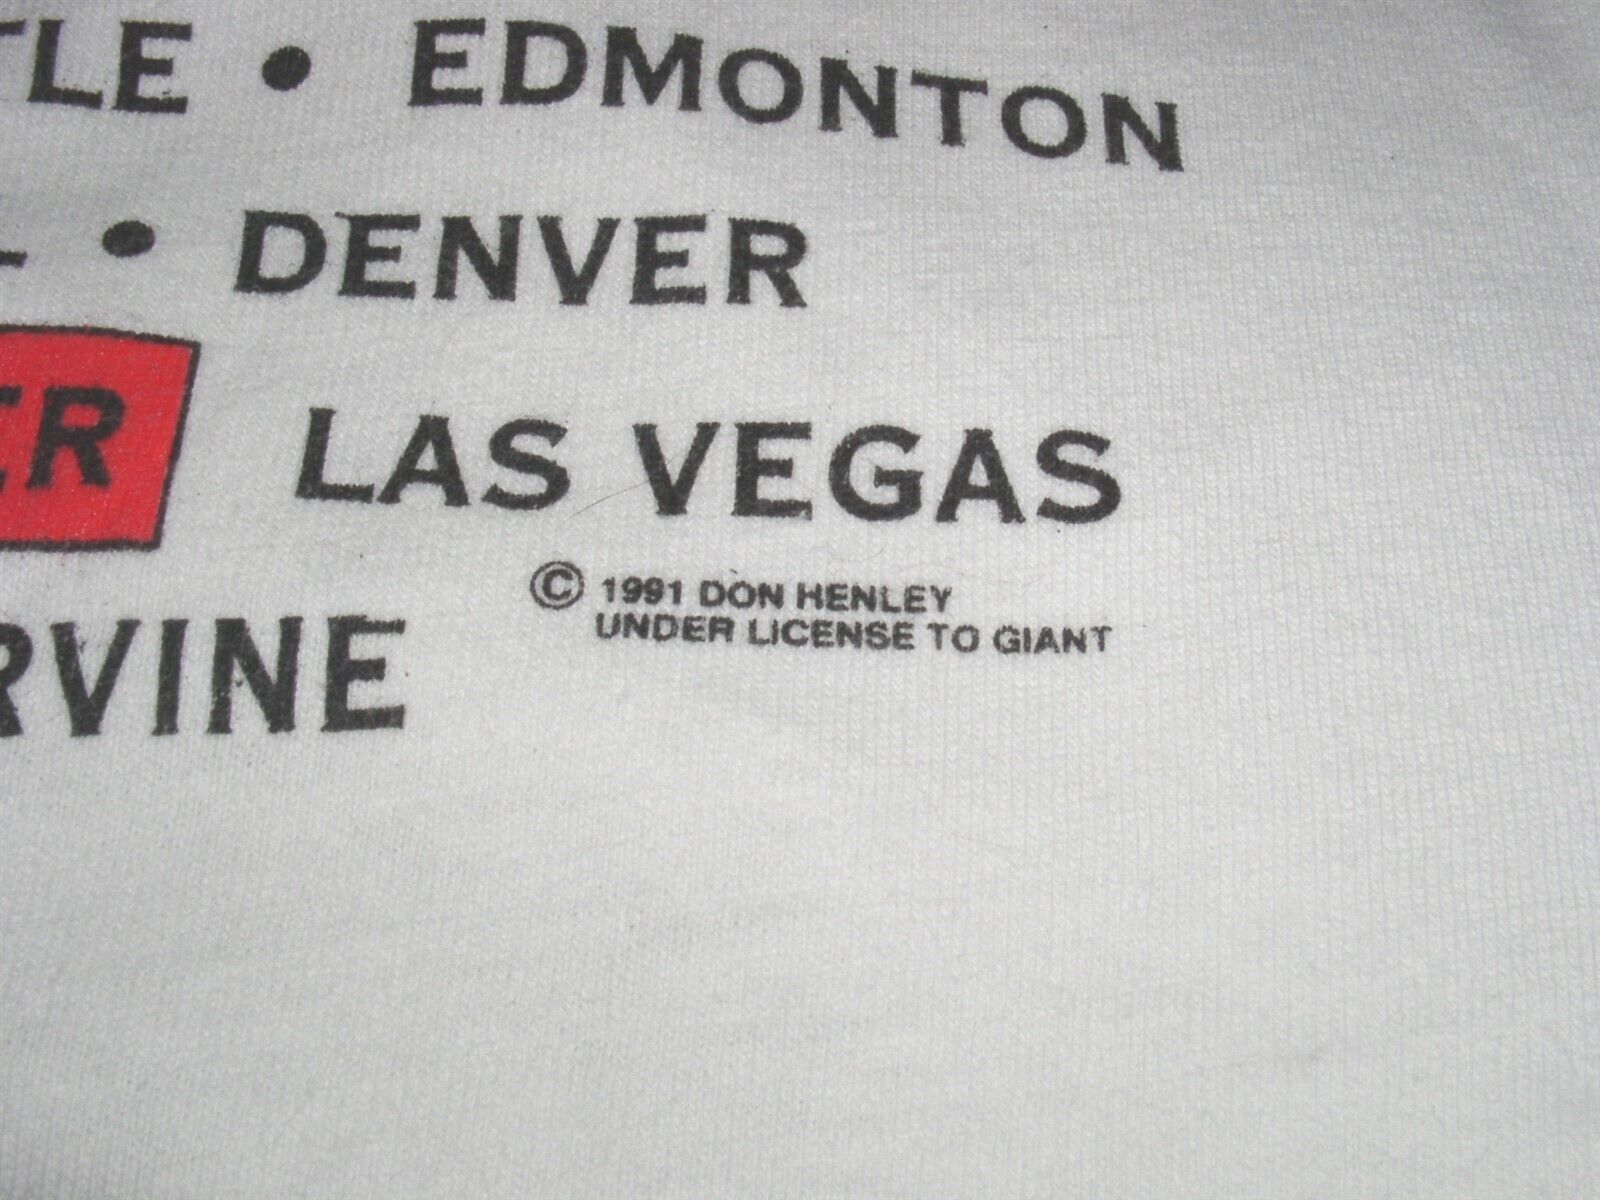 TLE • EDMONTON
• DENVER
ER LAS VEGAS
© 1991 DON HENLEY
UNDER LICENSE TO GIANT
RVINE